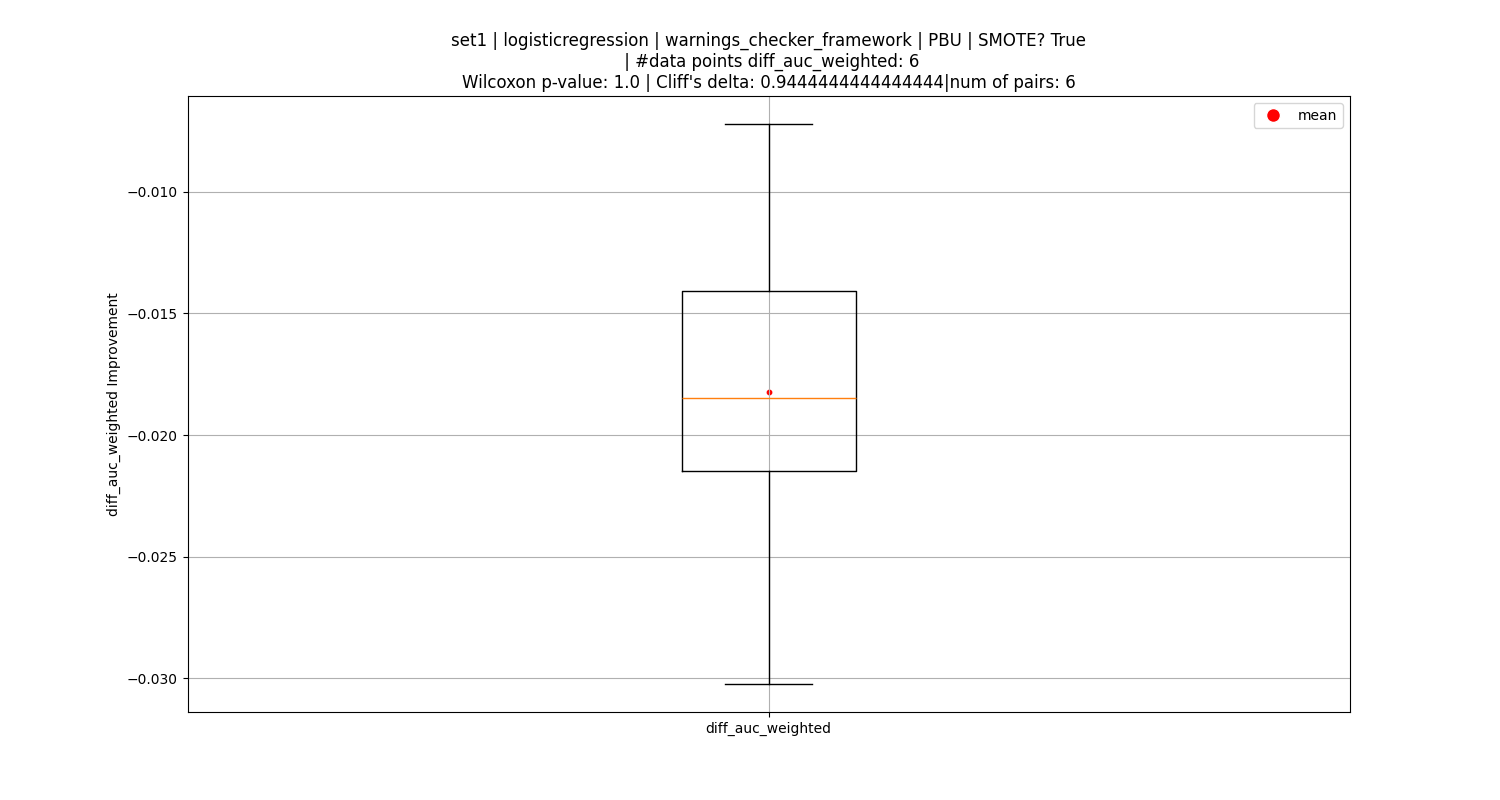 set1 | logisticregression | warnings_checker_framework | PBU | SMOTE? True
| #data points diff_auc_weighted: 6
Wilcoxon p-value: 1.0 | Cliff's delta: 0.9444444444444444|num of pairs: 6
mean
−0.010
−0.015
−0.020
−0.025
−0.030
diff_auc_weighted Improvement
diff_auc_weighted